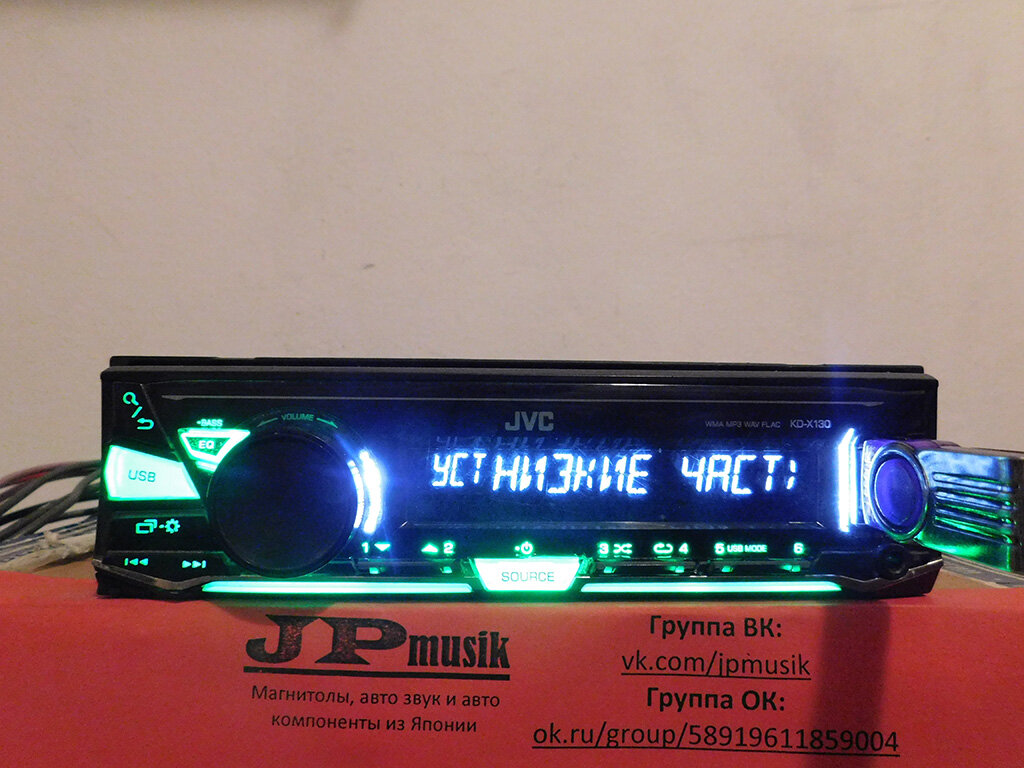 JVC
WMA MP3 WAV FLAC KD-X130
BASS
VOLUME
EQ
USB
УСТ НИЗКИЕ ЧАСТ
1 2 3 4 5 USB MODE 6
SOURCE
JPmusik
Магнитолы, авто звук и авто
компоненты из Японии
Группа ВК:
vk.com/jpmusik
Группа ОК:
ok.ru/group/58919611859004